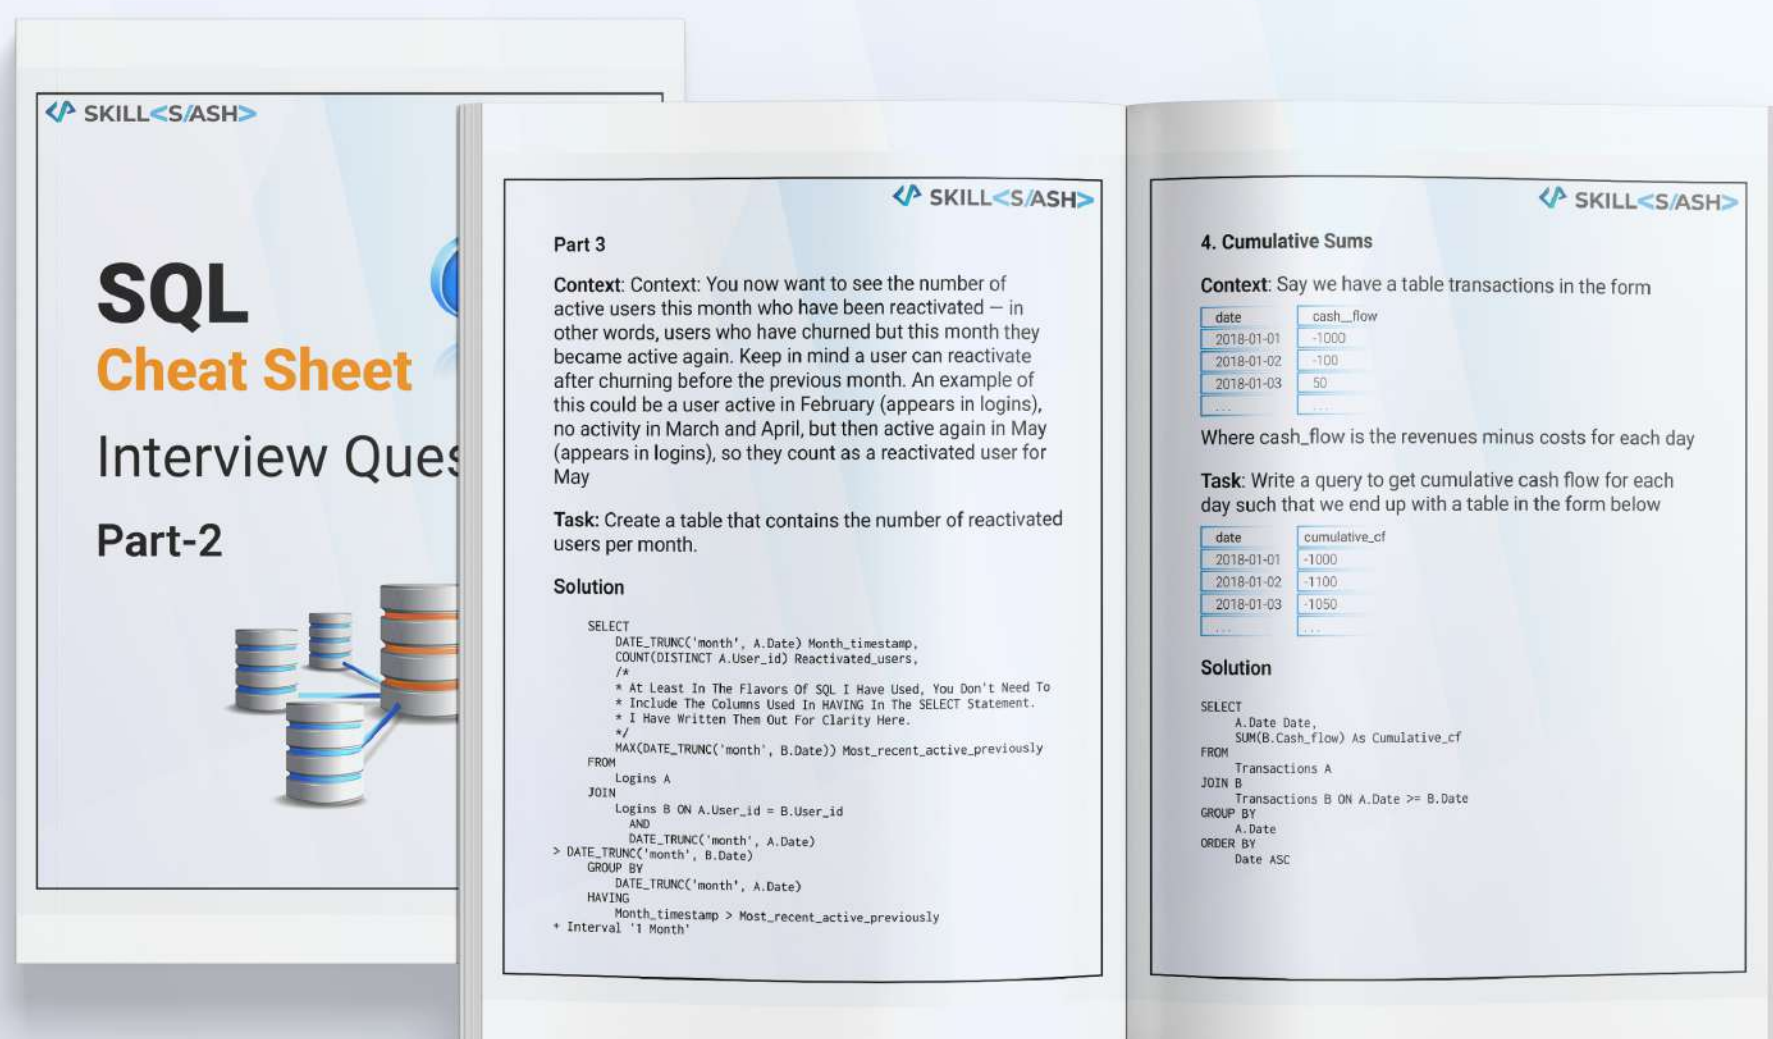 SKILL<S/ASH>
SQL
Cheat Sheet
Interview Ques
Part-2
SKILL<S/ASH>
Part 3
Context: Context: You now want to see the number of
active users this month who have been reactivated — in
other words, users who have churned but this month they
became active again. Keep in mind a user can reactivate
after churning before the previous month. An example of
this could be a user active in February (appears in logins),
no activity in March and April, but then active again in May
(appears in logins), so they count as a reactivated user for
May
Task: Create a table that contains the number of reactivated
users per month.
Solution
SELECT
DATE_TRUNC('month', A.Date) Month_timestamp,
COUNT(DISTINCT A.User_id) Reactivated_users,
/*
* At Least In The Flavors Of SQL I Have Used, You Don't Need To
* Include The Columns Used In HAVING In The SELECT Statement.
* I Have Written Them Out For Clarity Here.
*/
MAX(DATE_TRUNC('month', B.Date)) Most_recent_active_previously
FROM
Logins A
JOIN
Logins B ON A.User_id = B.User_id
AND
DATE_TRUNC('month', A.Date)
> DATE_TRUNC('month', B.Date)
GROUP BY
DATE_TRUNC('month', A.Date)
HAVING
Month_timestamp > Most_recent_active_previously
+ Interval '1 Month'
SKILL<S/ASH>
4. Cumulative Sums
Context: Say we have a table transactions in the form
date cash__flow
2018-01-01 -1000
2018-01-02 -100
2018-01-03 50
... ....
Where cash_flow is the revenues minus costs for each day
Task: Write a query to get cumulative cash flow for each
day such that we end up with a table in the form below
date cumulative_cf
2018-01-01 -1000
2018-01-02 -1100
2018-01-03 -1050
... ...
Solution
SELECT
A.Date Date,
SUM(B.Cash_flow) As Cumulative_cf
FROM
Transactions A
JOIN B
Transactions B ON A.Date >= B.Date
GROUP BY
A.Date
ORDER BY
Date ASC